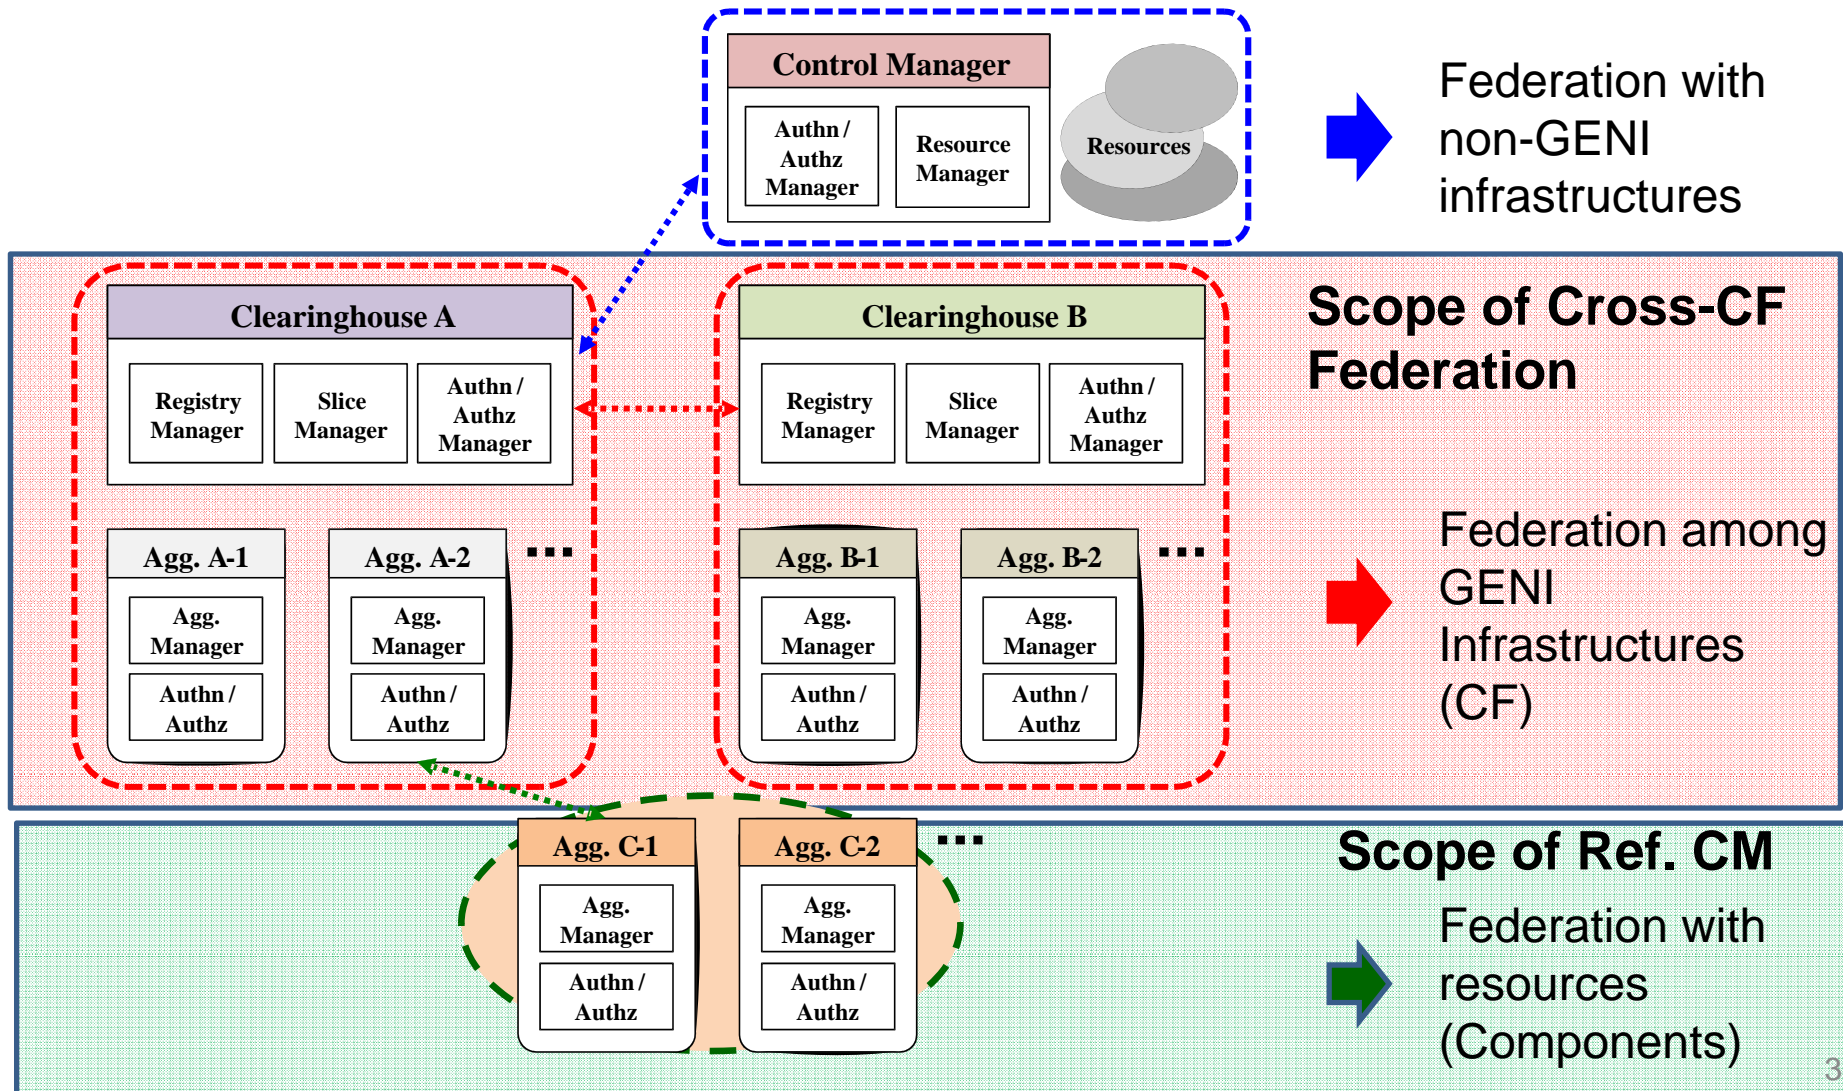 Control Manager
Authn /
Authz
Manager
Resource
Manager
Resources
Federation with
non-GENI
infrastructures
Clearinghouse A
Registry
Manager
Slice
Manager
Authn /
Authz
Manager
Clearinghouse B
Registry
Manager
Slice
Manager
Authn /
Authz
Manager
Scope of Cross-CF
Federation
Agg. A-1
Agg.
Manager
Authn /
Authz
Agg. A-2
Agg.
Manager
Authn /
Authz
...
Agg. B-1
Agg.
Manager
Authn /
Authz
Agg. B-2
Agg.
Manager
Authn /
Authz
...
Federation among
GENI
Infrastructures
(CF)
Agg. C-1
Agg.
Manager
Authn /
Authz
Agg. C-2
Agg.
Manager
Authn /
Authz
...
Scope of Ref. CM
Federation with
resources
(Components)
3